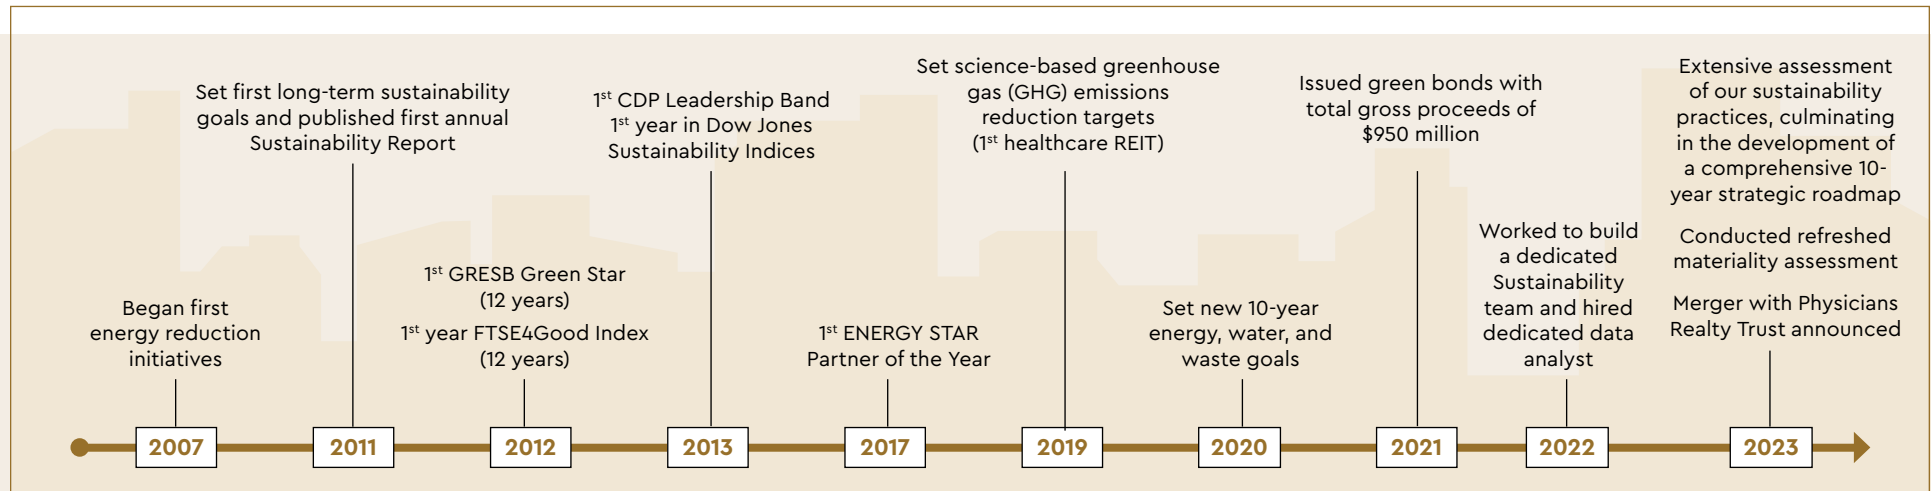 Began first
energy reduction
initiatives
2007
Set first long-term sustainability
goals and published first annual
Sustainability Report
2011
1st GRESB Green Star
(12 years)
1st year FTSE4Good Index
(12 years)
2012
1st CDP Leadership Band
1st year in Dow Jones
Sustainability Indices
2013
1st ENERGY STAR
Partner of the Year
2017
Set science-based greenhouse
gas (GHG) emissions
reduction targets
(1st healthcare REIT)
2019
Set new 10-year
energy, water, and
waste goals
2020
Issued green bonds with
total gross proceeds of
$950 million
2021
Worked to build
a dedicated
Sustainability
team and hired
dedicated data
analyst
2022
Extensive assessment
of our sustainability
practices, culminating
in the development of
a comprehensive 10-
year strategic roadmap
Conducted refreshed
materiality assessment
Merger with Physicians
Realty Trust announced
2023